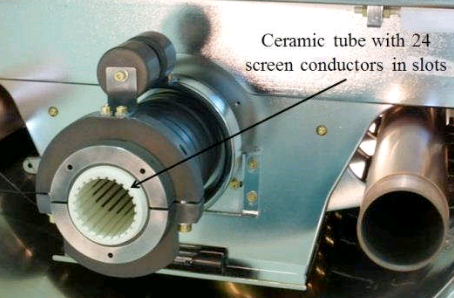 Ceramic tube with 24
screen conductors in slots